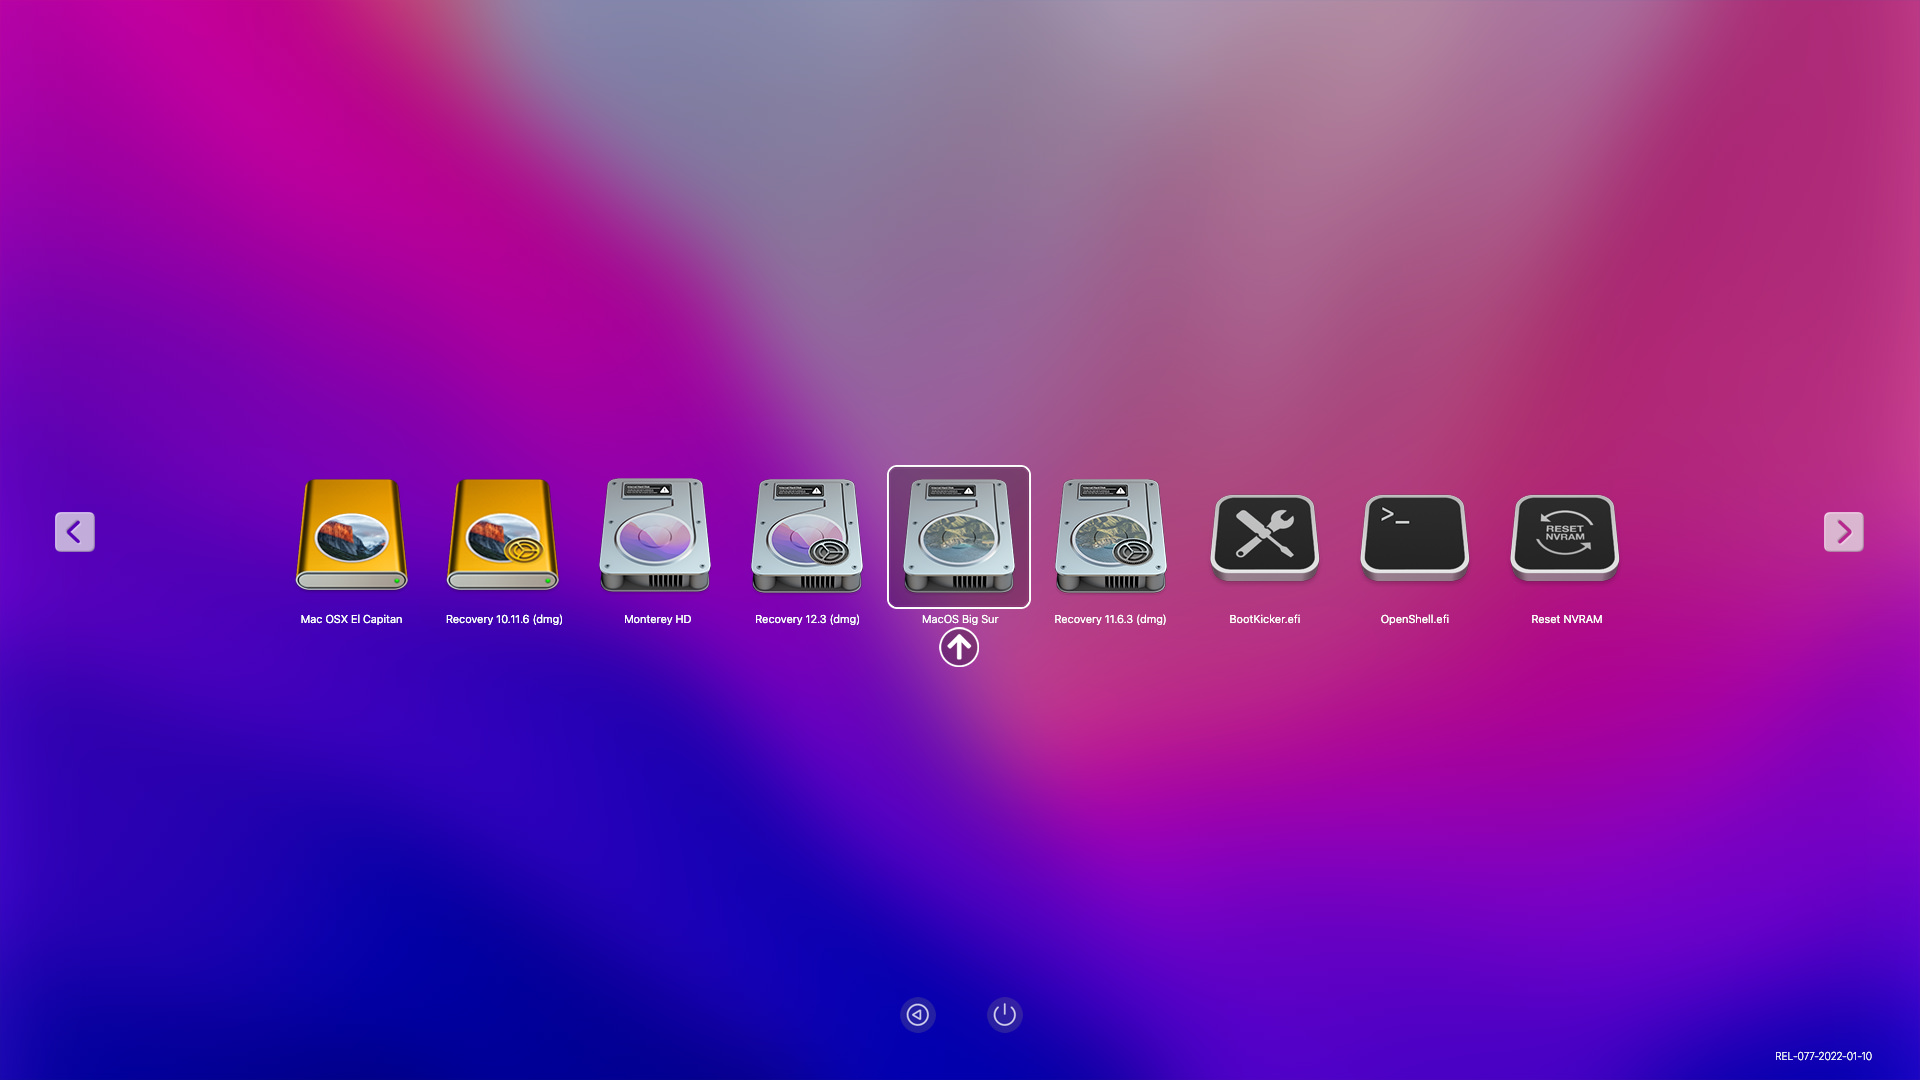 Mac OSX El Capitan
Recovery 10.11.6 (dmg)
Monterey HD
Recovery 12.3 (dmg)
MacOS Big Sur
Recovery 11.6.3 (dmg)
BootKicker.efi
>_
OpenShell.efi
RESET
NVRAM
Reset NVRAM
REL-077-2022-01-10